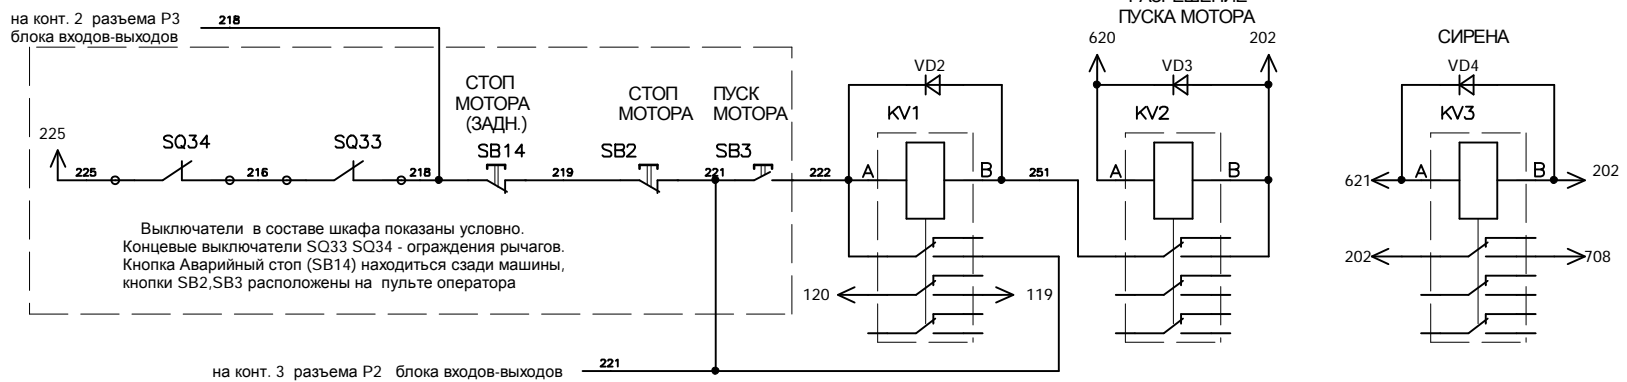 на конт. 2 разъема Р3
блока входов-выходов
218
РАЗРЕШЕНИЕ
ПУСКА МОТОРА
620
202
СИРЕНА
VD2
VD3
VD4
СТОП
МОТОРА
(ЗАДН.)
СТОП
МОТОРА
ПУСК
МОТОРА
KV1
KV2
KV3
225
SQ34
SQ33
SB14
SB2
SB3
225
216
218
219
221
222
A
B
251
A
B
621
A
B
202
Выключатели в составе шкафа показаны условно.
Концевые выключатели SQ33 SQ34 - ограждения рычагов.
Кнопка Аварийный стоп (SB14) находиться сзади машины,
кнопки SB2,SB3 расположены на пульте оператора
202
708
120
119
на конт. 3 разъема Р2 блока входов-выходов
221